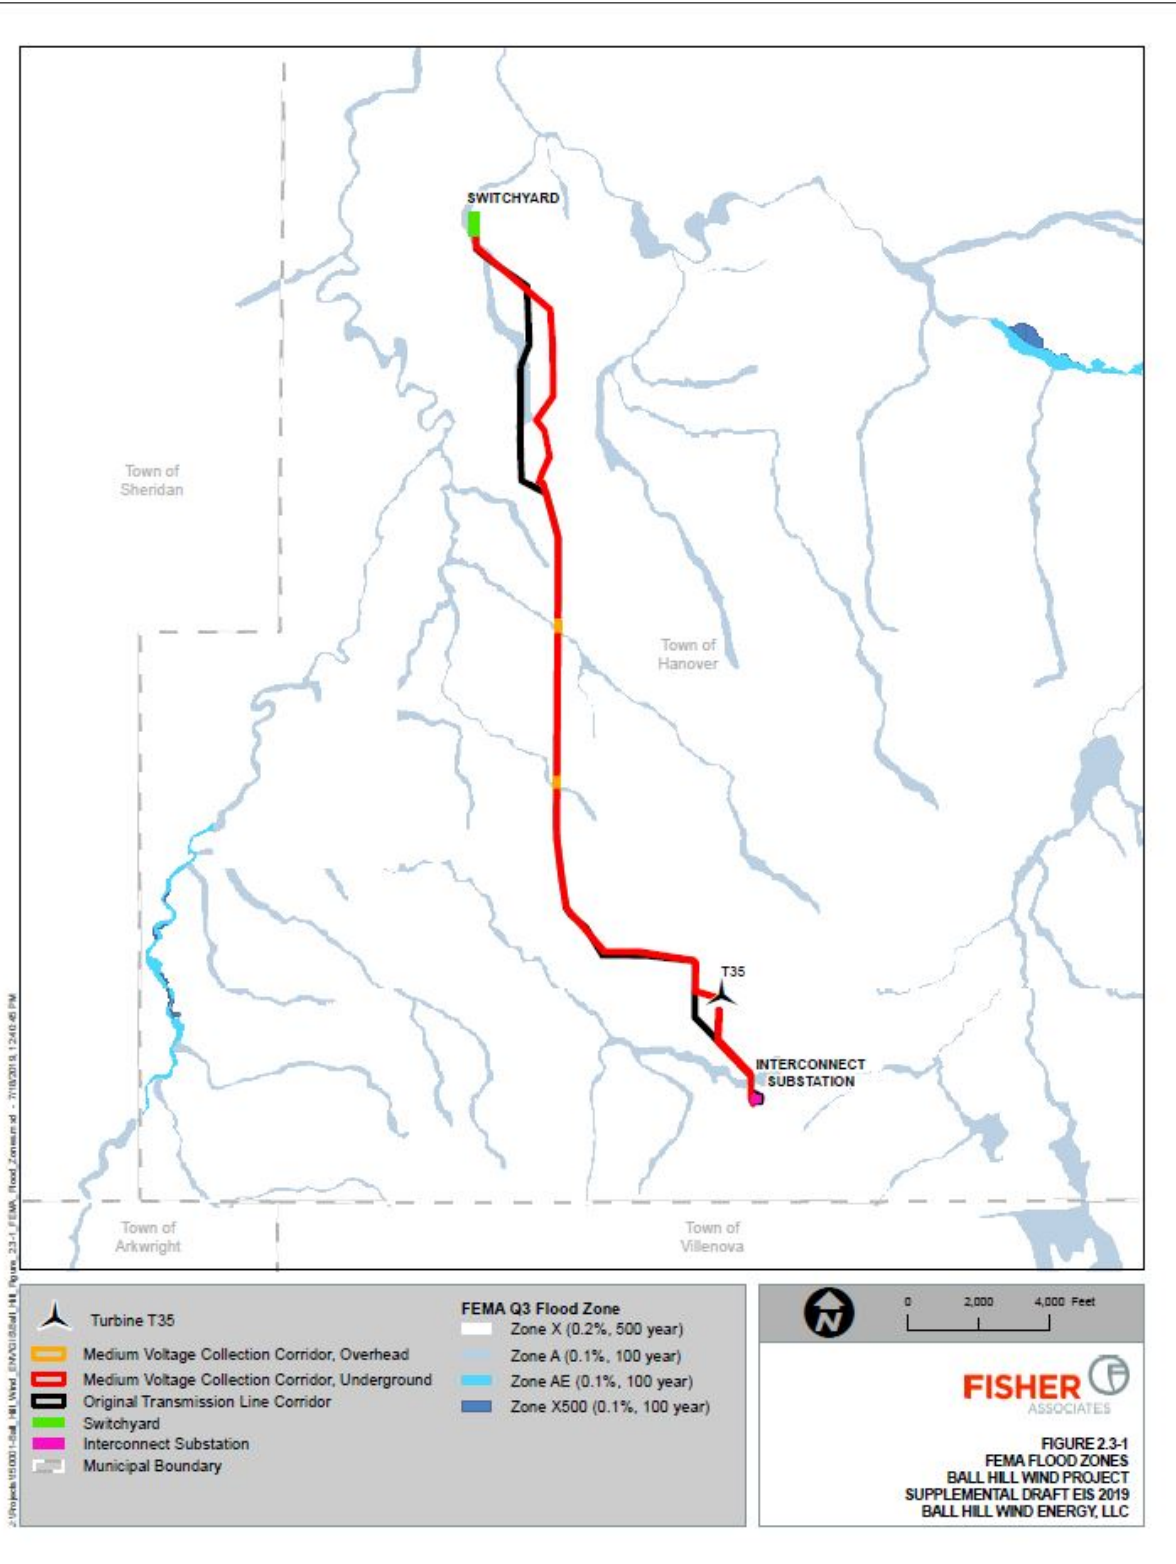 SWITCHYARD
Town of
Sheridan
Town of
Hanover
T35
INTERCONNECT
SUBSTATION
Town of
Arkwright
Town of
Villenova
Turbine T35
Medium Voltage Collection Corridor, Overhead
Medium Voltage Collection Corridor, Underground
Original Transmission Line Corridor
Switchyard
Interconnect Substation
Municipal Boundary
FEMA Q3 Flood Zone
Zone X (0.2%, 500 year)
Zone A (0.1%, 100 year)
Zone AE (0.1%, 100 year)
Zone X500 (0.1%, 100 year)
N
0 2,000 4,000 Feet
FISHER
ASSOCIATES
FIGURE 2.3-1
FEMA FLOOD ZONES
BALL HILL WIND PROJECT
SUPPLEMENTAL DRAFT EIS 2019
BALL HILL WIND ENERGY, LLC